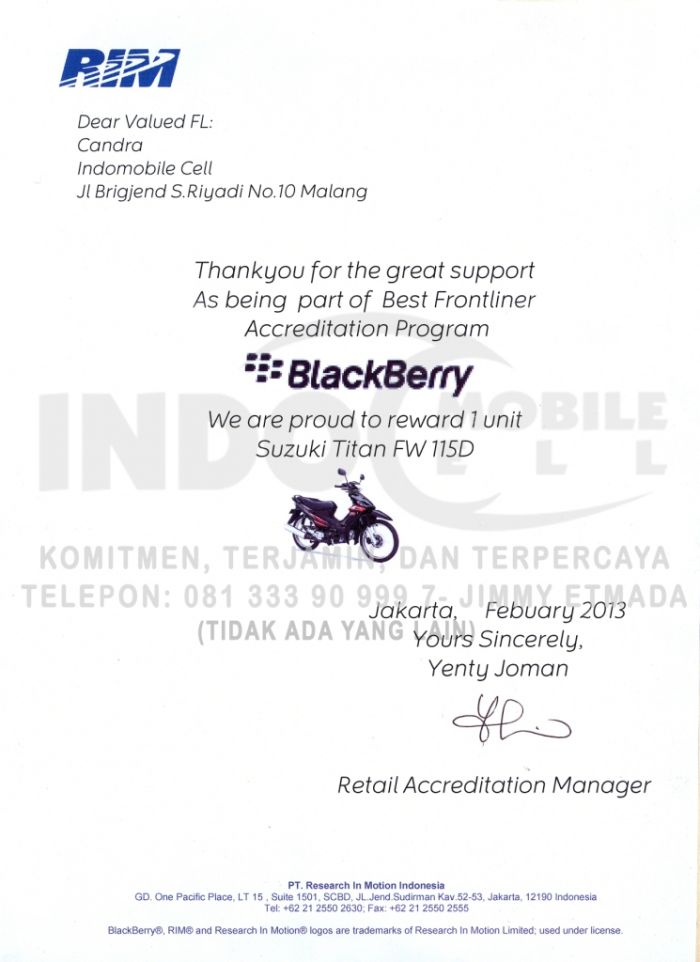 RIM
Dear Valued FL:
Candra
Indomobile Cell
Jl Brigjend S.Riyadi No.10 Malang
Thankyou for the great support
As being part of Best Frontliner
Accreditation Program
BlackBerry
We are proud to reward 1 unit
Suzuki Titan FW 115D
INDOMOBILE
CELL
KOMITMEN, TERJAMIN, DAN TERPERCAYA
TELEPON: 081 333 90 999 7- JIMMY ETMADA
(TIDAK ADA YANG LAIN)
Jakarta, Febuary 2013
Yours Sincerely,
Yenty Joman
Retail Accreditation Manager
PT. Research In Motion Indonesia
GD. One Pacific Place, LT 15 , Suite 1501, SCBD, JL.Jend.Sudirman Kav.52-53, Jakarta, 12190 Indonesia
Tel: +62 21 2550 2630; Fax: +62 21 2550 2555
BlackBerry®, RIM® and Research In Motion® logos are trademarks of Research In Motion Limited; used under license.